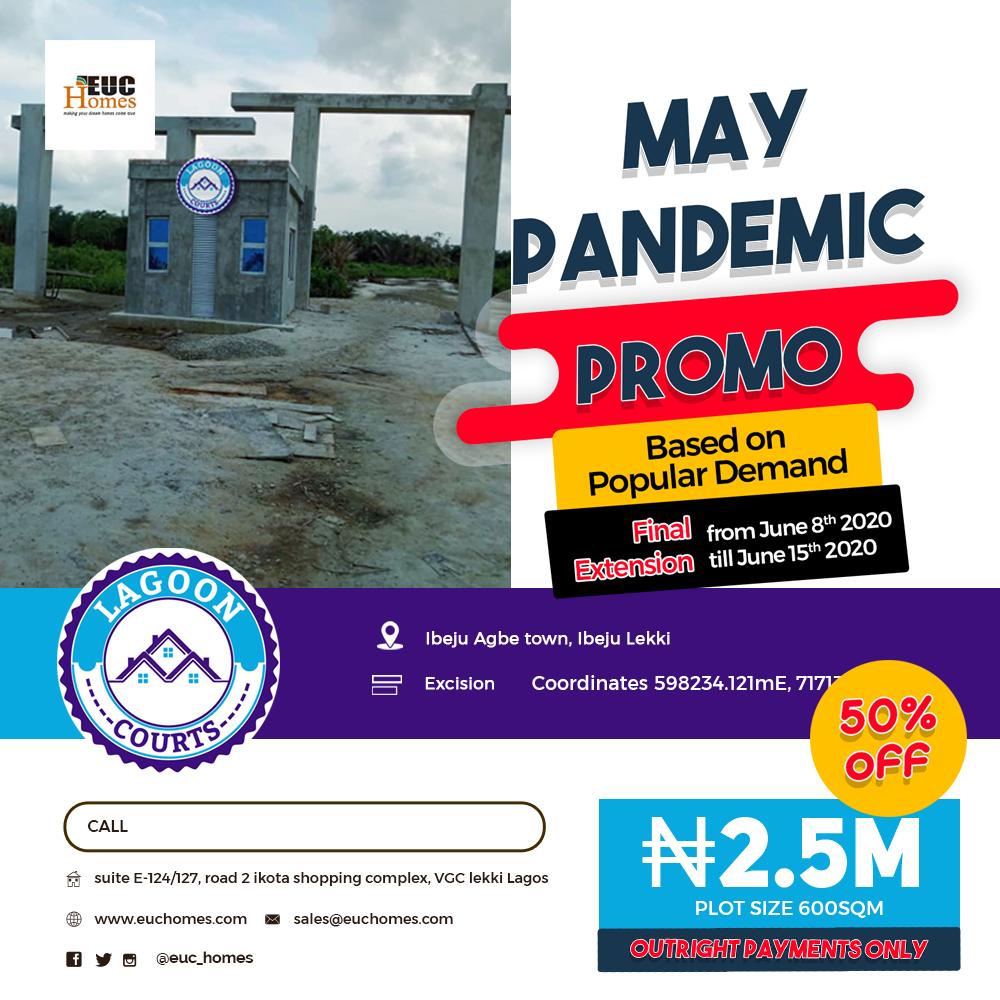 EUC
Homes
making your dream homes come true
LAGOON
COURTS
MAY
PANDEMIC
PROMO
Based on
Popular Demand
Final from June 8th 2020
Extension till June 15th 2020
LAGOON
COURTS
Ibeju Agbe town, Ibeju Lekki
Excision Coordinates 598234.121mE,
50%
OFF
CALL
₦2.5M
PLOT SIZE 600SQM
OUTRIGHT PAYMENTS ONLY
suite E-124/127, road 2 ikota shopping complex, VGC lekki Lagos
www.euchomes.com sales@euchomes.com
@euc_homes